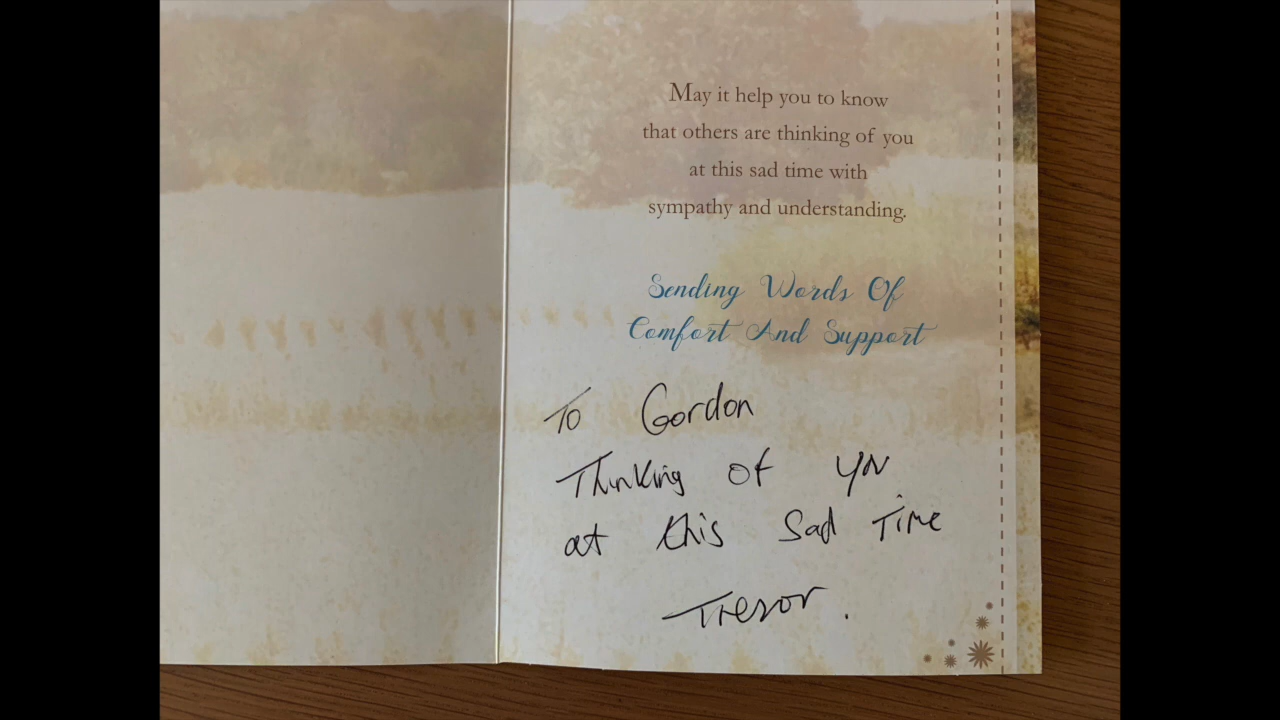 May it help you to know
that others are thinking of you
at this sad time with
sympathy and understanding.
Sending Words Of
Comfort And Support
To Gordon
Thinking of you
at this Sad Time
Trevor.